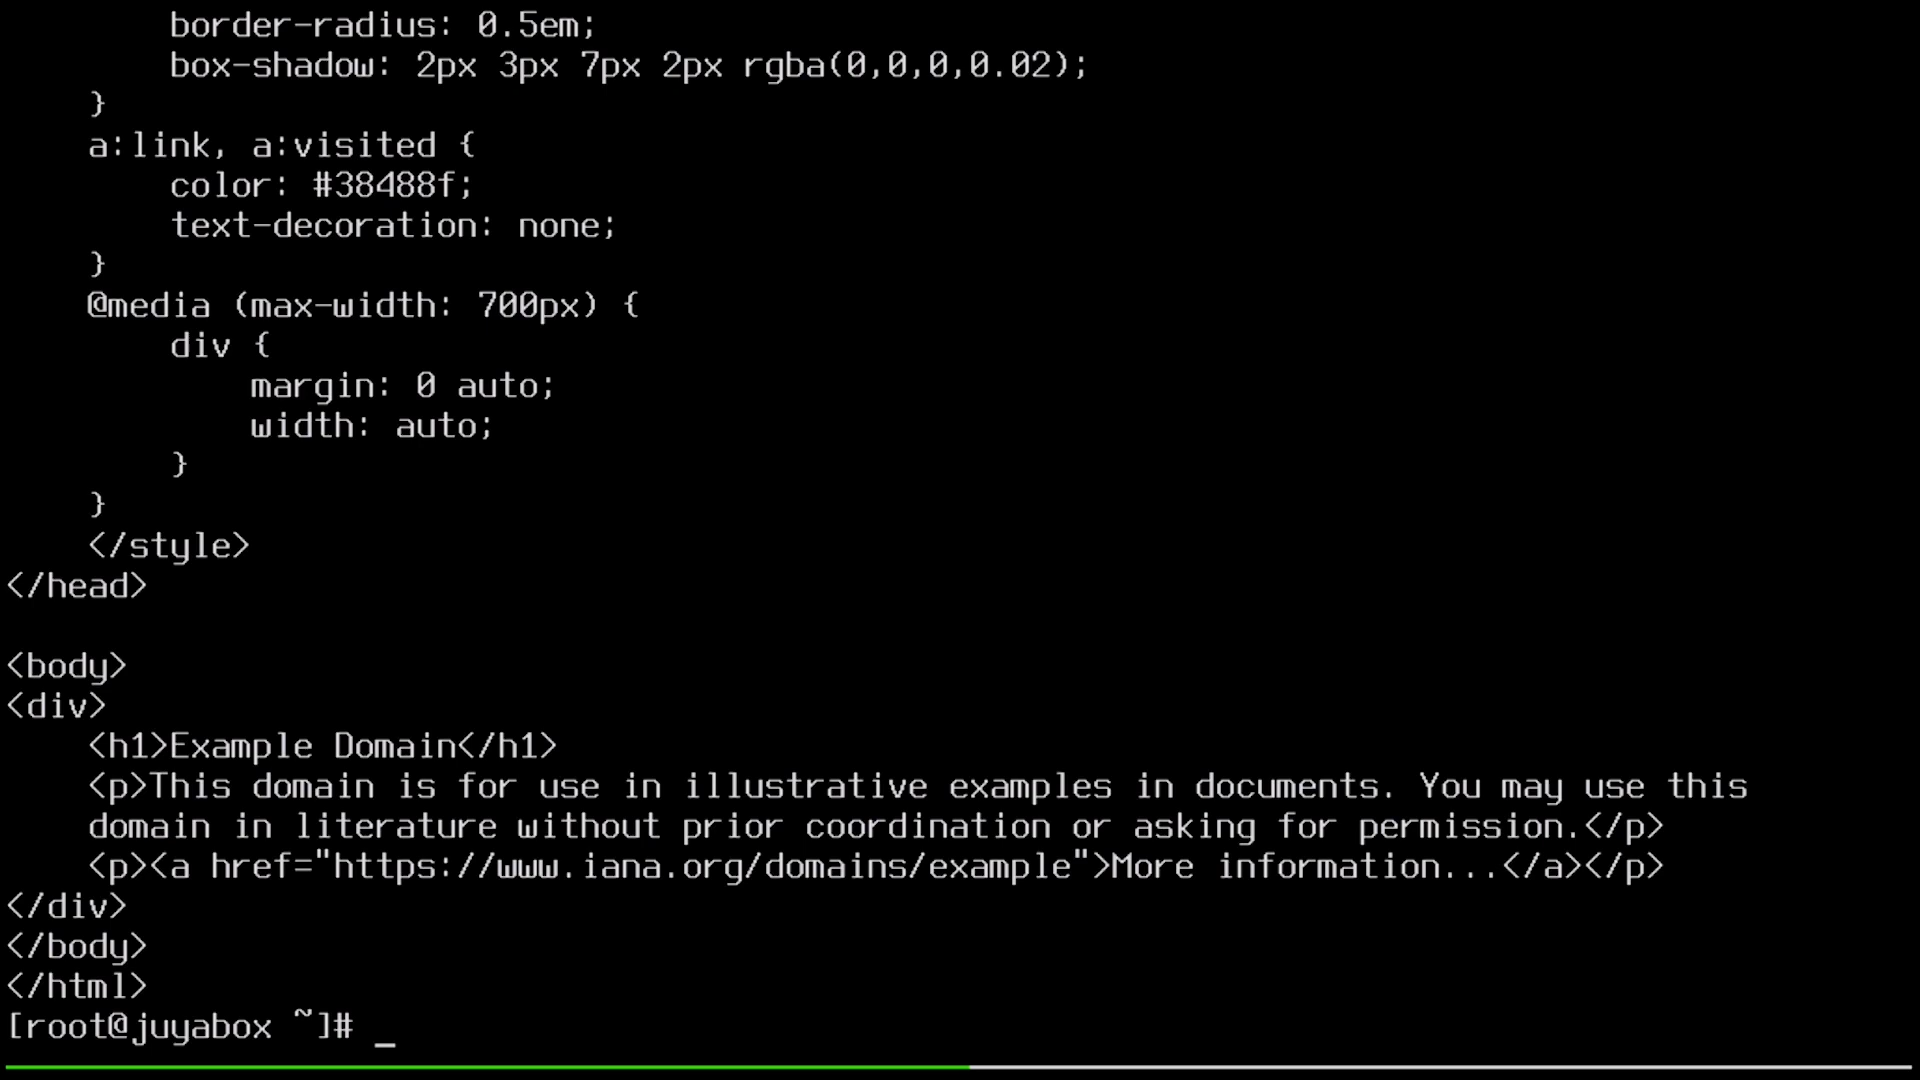 border-radius: 0.5em;
box-shadow: 2px 3px 7px 2px rgba(0,0,0,0.02);
}
a:link, a:visited {
color: #38488f;
text-decoration: none;
}
@media (max-width: 700px) {
div {
margin: 0 auto;
width: auto;
}
}
</style>
</head>
<body>
<div>
<h1>Example Domain</h1>
<p>This domain is for use in illustrative examples in documents. You may use this
domain in literature without prior coordination or asking for permission.</p>
<p><a href="https://www.iana.org/domains/example">More information...</a></p>
</div>
</body>
</html>
[root@juyabox ~]# _